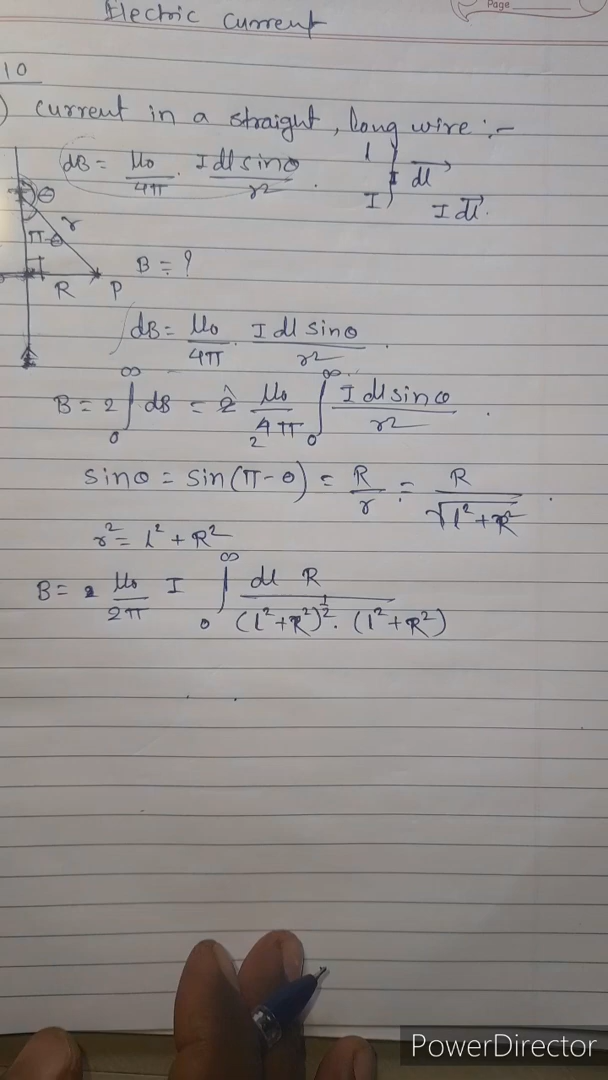 Page
Electric current
10
) current in a straight, long wire :-
dB = μ₀/4π · I dl sinθ/r² .
I dl
I I dl.
θ
r
π-θ
R P B = ?
dB = μ₀/4π · I dl sinθ/r² .
B = 2 ∫₀^∞ dB = 2 μ₀/4π ∫₀^∞ I dl sinθ/r² .
2
sinθ = sin(π-θ) = R/r = R/√(l²+R²) .
r² = l² + R²
B = μ₀/2π I ∫₀^∞ dl R/((l²+R²)^½ . (l²+R²))
PowerDirector